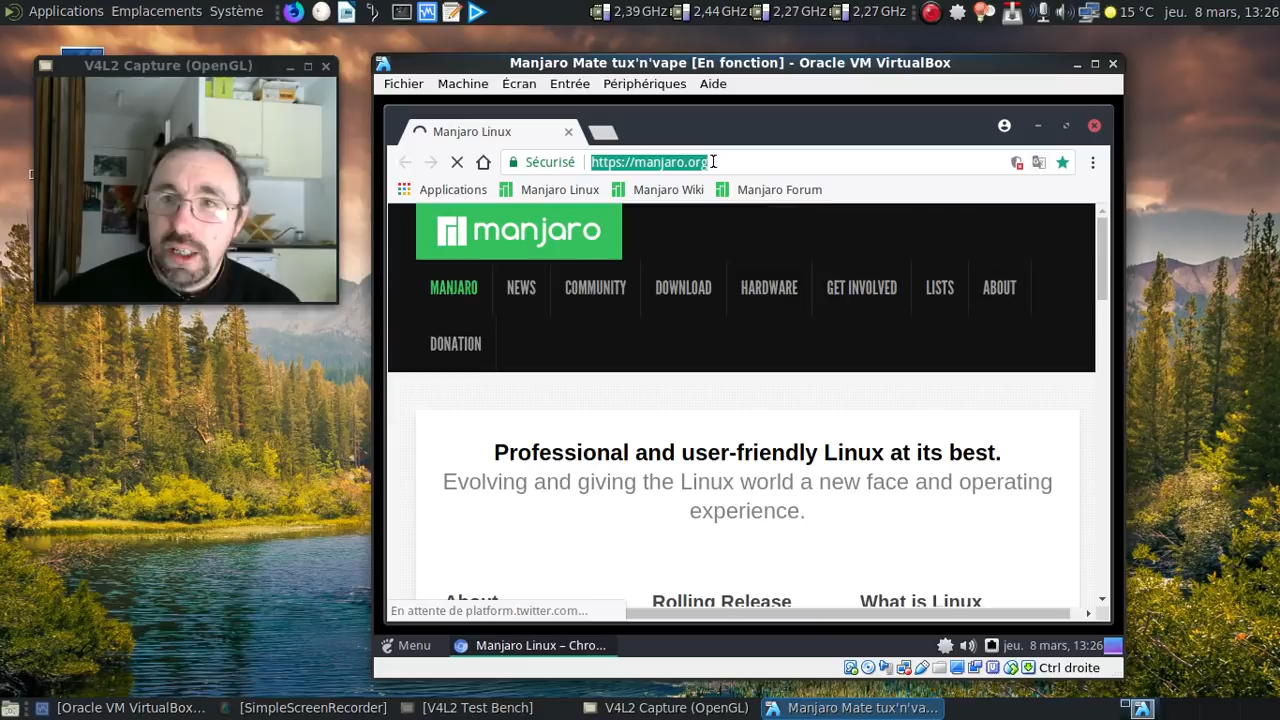 Applications Emplacements Système 2,39 GHz 2,44 GHz 2,27 GHz 2,27 GHz 15 °C jeu. 8 mars, 13:26
V4L2 Capture (OpenGL)
Manjaro Mate tux'n'vape [En fonction] - Oracle VM VirtualBox
Fichier Machine Écran Entrée Périphériques Aide
Manjaro Linux
Sécurisé https://manjaro.org
Applications Manjaro Linux Manjaro Wiki Manjaro Forum
manjaro
MANJARO NEWS COMMUNITY DOWNLOAD HARDWARE GET INVOLVED LISTS ABOUT
DONATION
Professional and user-friendly Linux at its best.
Evolving and giving the Linux world a new face and operating
experience.
About Rolling Release What is Linux
En attente de platform.twitter.com...
Menu Manjaro Linux – Chro... jeu. 8 mars, 13:26
Ctrl droite
[Oracle VM VirtualBox... [SimpleScreenRecorder] [V4L2 Test Bench] V4L2 Capture (OpenGL) Manjaro Mate tux'n'va...